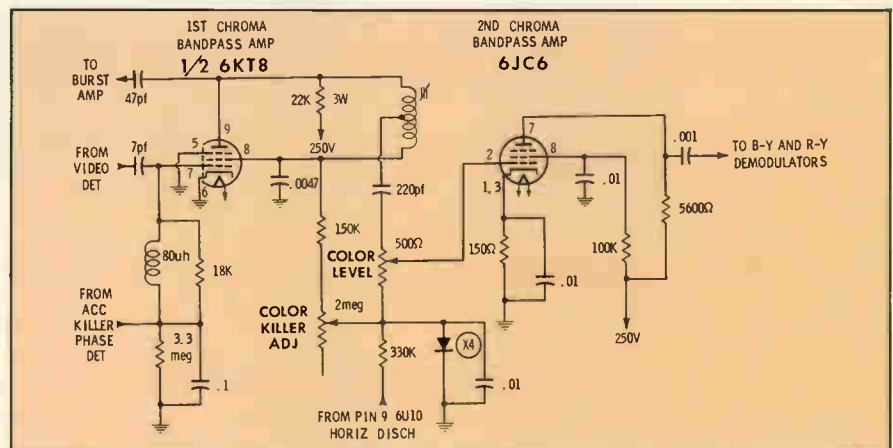 1ST CHROMA
BANDPASS AMP
1/2 6KT8
2ND CHROMA
BANDPASS AMP
6JC6
TO
BURST
AMP
47pf
9
22K
3W
250V
7
5
8
7
6
FROM
VIDEO
DET
7pf
.0047
220pf
2
8
1,3
.001
TO B-Y AND R-Y
DEMODULATORS
.01
5600Ω
150K
500Ω
COLOR
LEVEL
150Ω
100K
.01
250V
80uh
18K
FROM
ACC
KILLER
PHASE
DET
3.3
meg
.1
COLOR
KILLER
ADJ
2meg
330K
X4
.01
FROM PIN 9 6U10
HORIZ DISCH